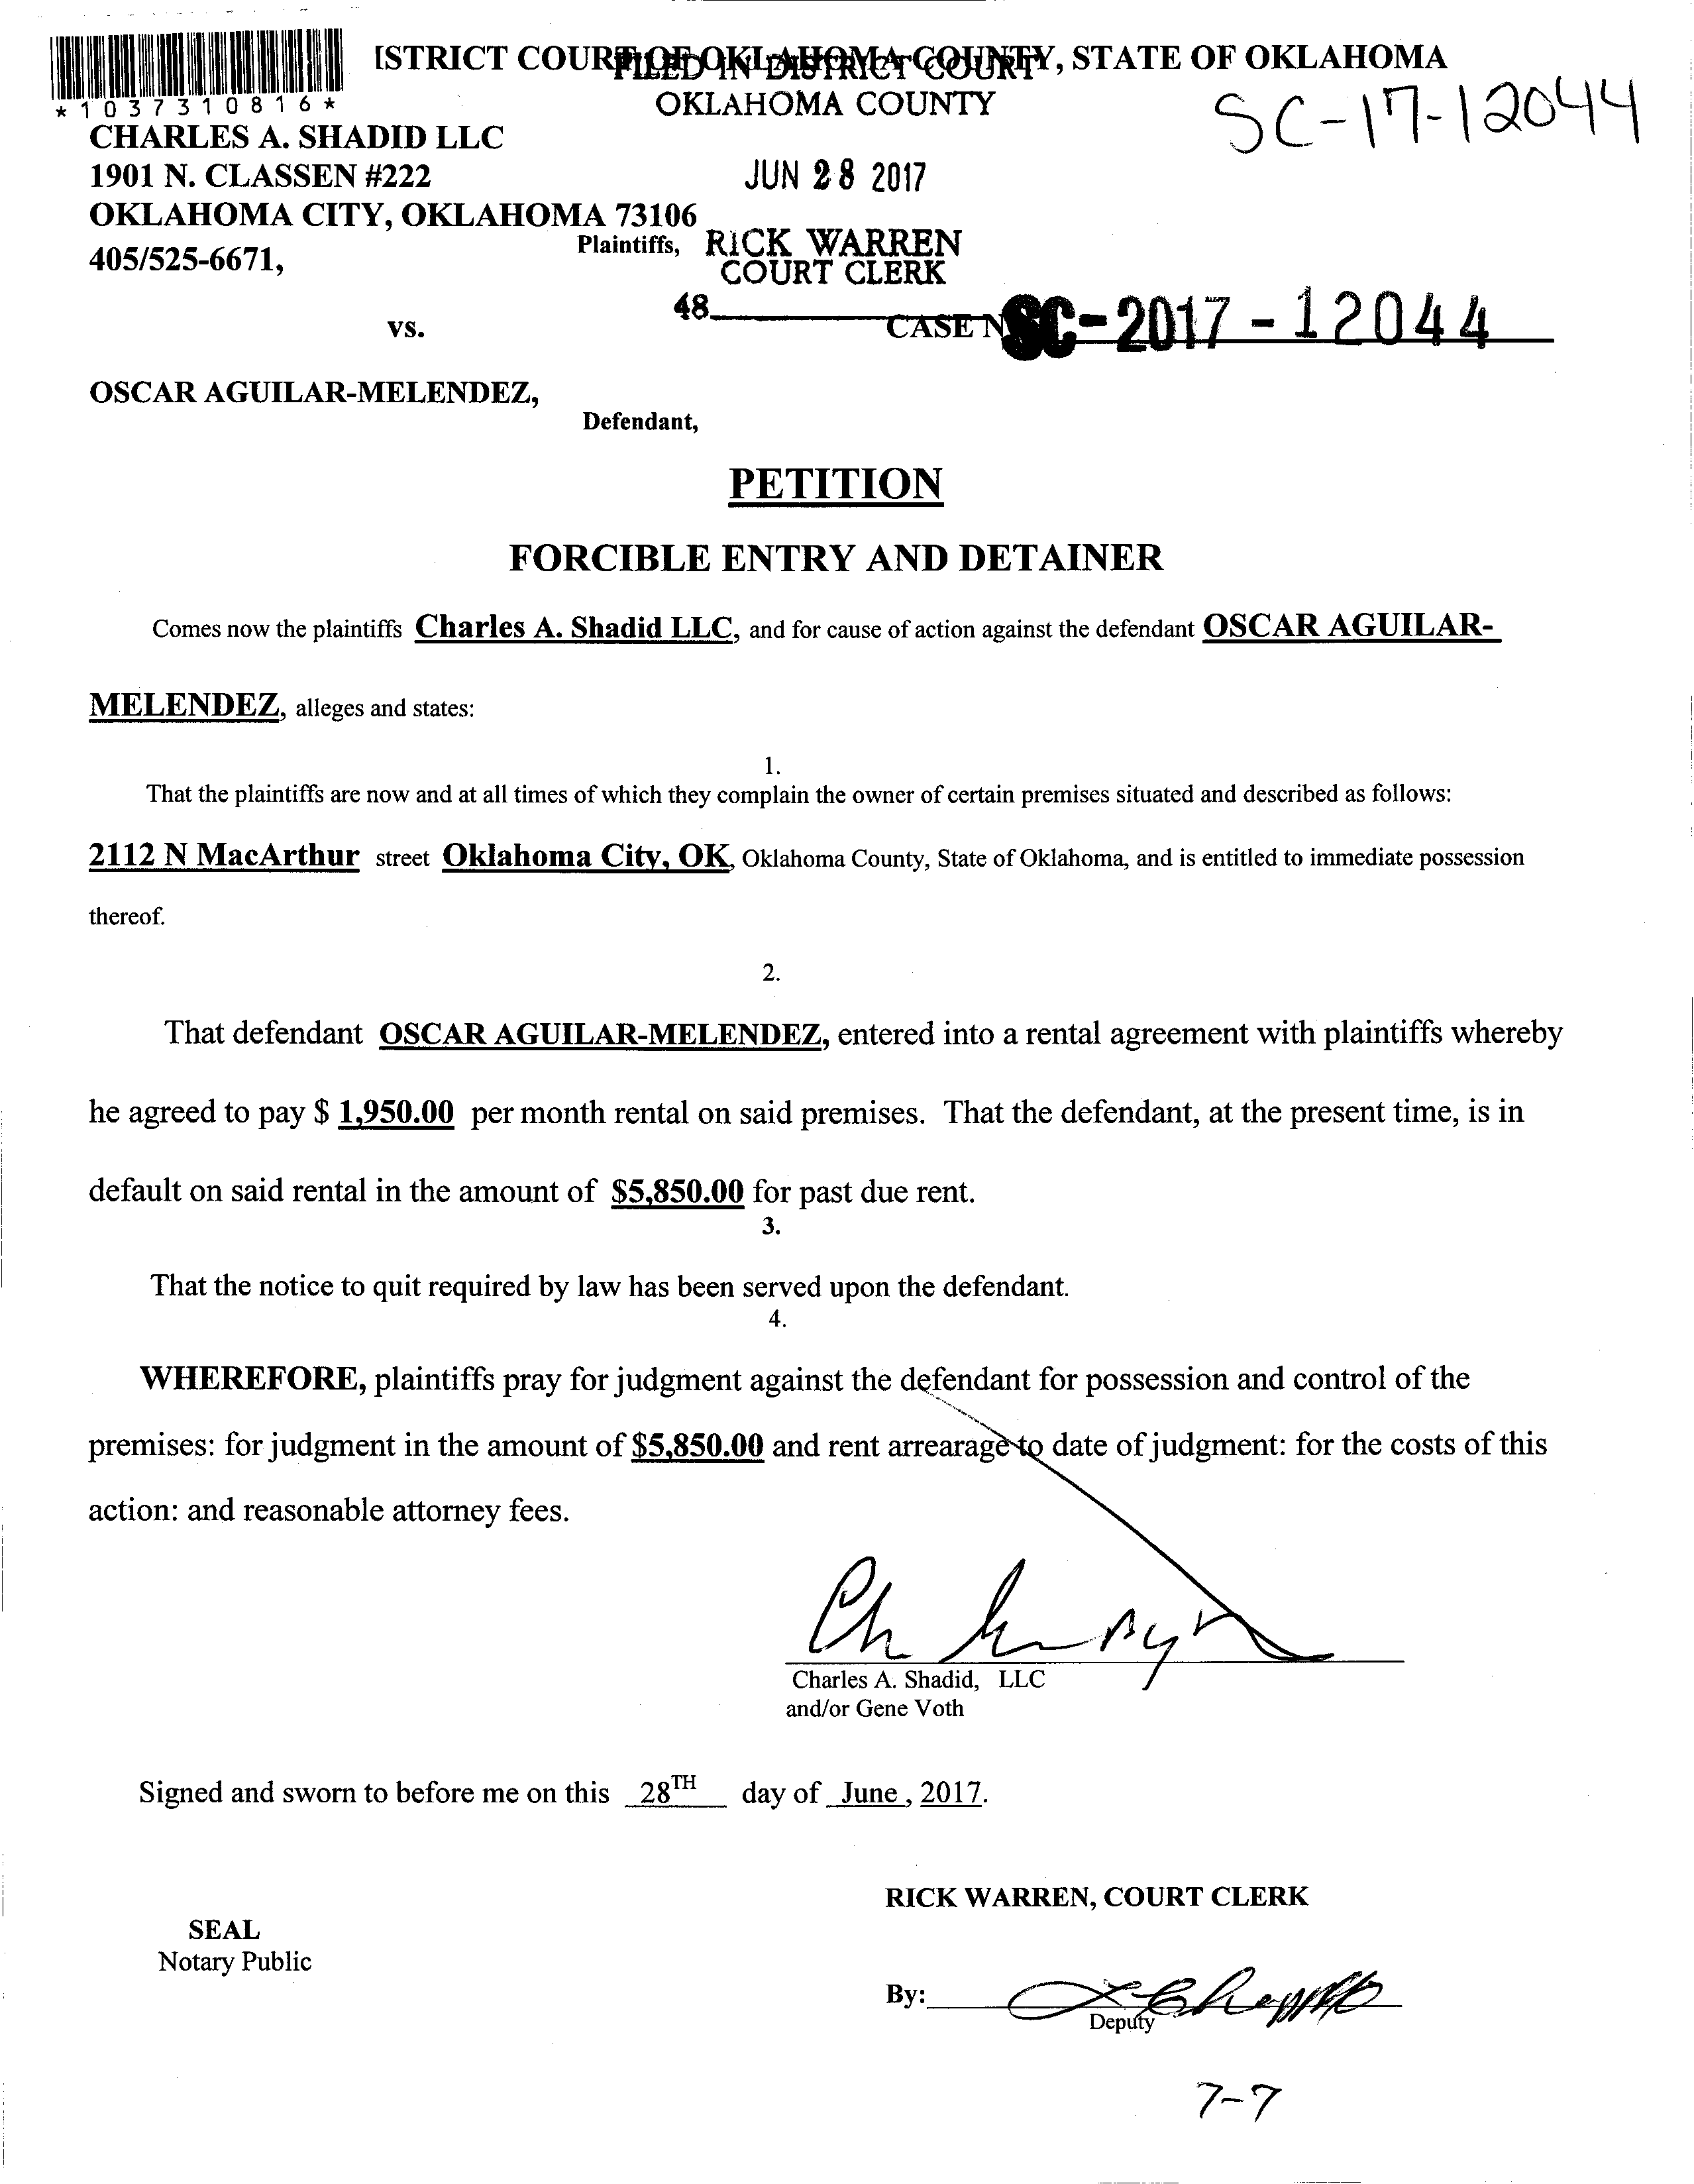 ISTRICT COURT OF OKLAHOMA COUNTY, STATE OF OKLAHOMA
FILED IN DISTRICT COURT
OKLAHOMA COUNTY
*1037310816*
SC-17-12044
CHARLES A. SHADID LLC
1901 N. CLASSEN #222
JUN 28 2017
OKLAHOMA CITY, OKLAHOMA 73106
Plaintiffs,
RICK WARREN
405/525-6671,
COURT CLERK
48
vs.
CASE N SC-2017-12044
OSCAR AGUILAR-MELENDEZ,
Defendant,
PETITION
FORCIBLE ENTRY AND DETAINER
Comes now the plaintiffs Charles A. Shadid LLC, and for cause of action against the defendant OSCAR AGUILAR-
MELENDEZ, alleges and states:
1.
That the plaintiffs are now and at all times of which they complain the owner of certain premises situated and described as follows:
2112 N MacArthur street Oklahoma City, OK, Oklahoma County, State of Oklahoma, and is entitled to immediate possession
thereof.
2.
That defendant OSCAR AGUILAR-MELENDEZ, entered into a rental agreement with plaintiffs whereby
he agreed to pay $ 1,950.00 per month rental on said premises. That the defendant, at the present time, is in
default on said rental in the amount of $5,850.00 for past due rent.
3.
That the notice to quit required by law has been served upon the defendant.
4.
WHEREFORE, plaintiffs pray for judgment against the defendant for possession and control of the
premises: for judgment in the amount of $5,850.00 and rent arrearage to date of judgment: for the costs of this
action: and reasonable attorney fees.
Charles A. Shadid, LLC
and/or Gene Voth
Signed and sworn to before me on this 28TH day of June, 2017.
RICK WARREN, COURT CLERK
SEAL
Notary Public
By:
Deputy
7-7